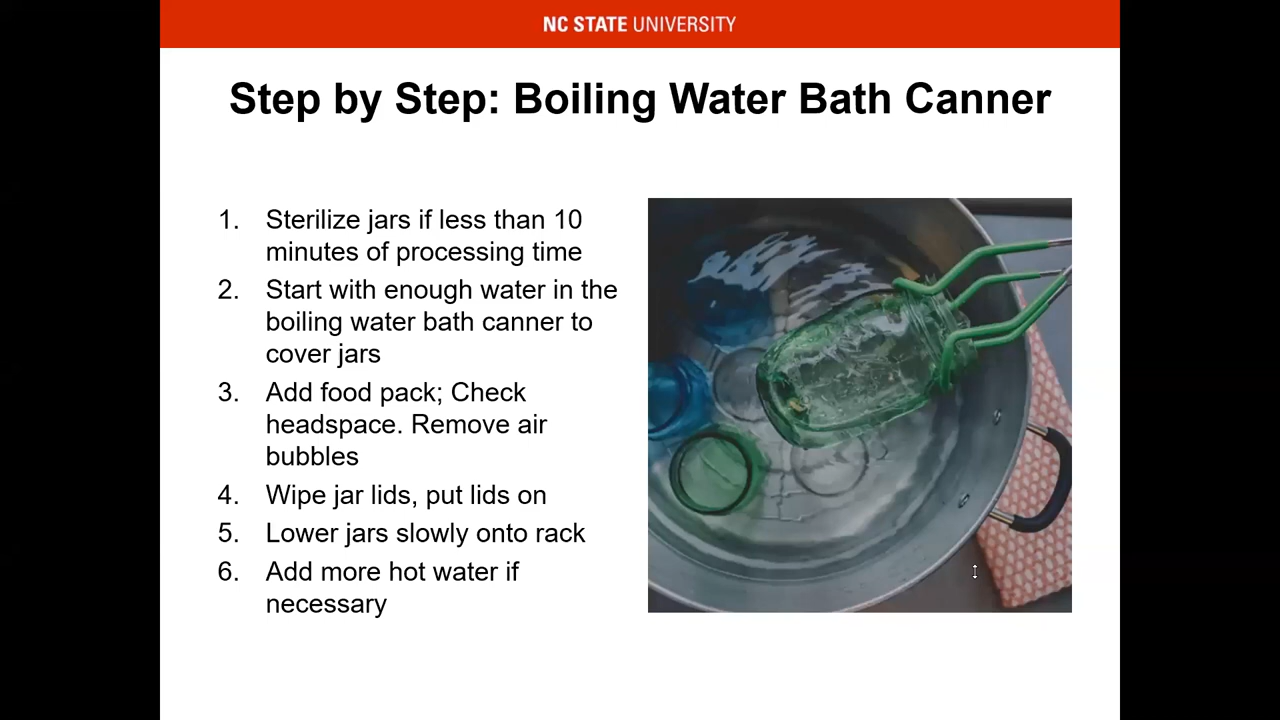 NC STATE UNIVERSITY
Step by Step: Boiling Water Bath Canner
1. Sterilize jars if less than 10
minutes of processing time
2. Start with enough water in the
boiling water bath canner to
cover jars
3. Add food pack; Check
headspace. Remove air
bubbles
4. Wipe jar lids, put lids on
5. Lower jars slowly onto rack
6. Add more hot water if
necessary